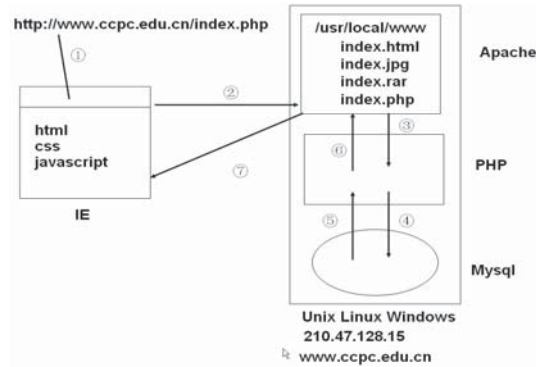 http://www.ccpc.edu.cn/index.php
①
②
html
css
javascript
IE
⑦
/usr/local/www
index.html
index.jpg
index.rar
index.php
Apache
③
⑥
PHP
⑤
④
Mysql
Unix Linux Windows
210.47.128.15
www.ccpc.edu.cn